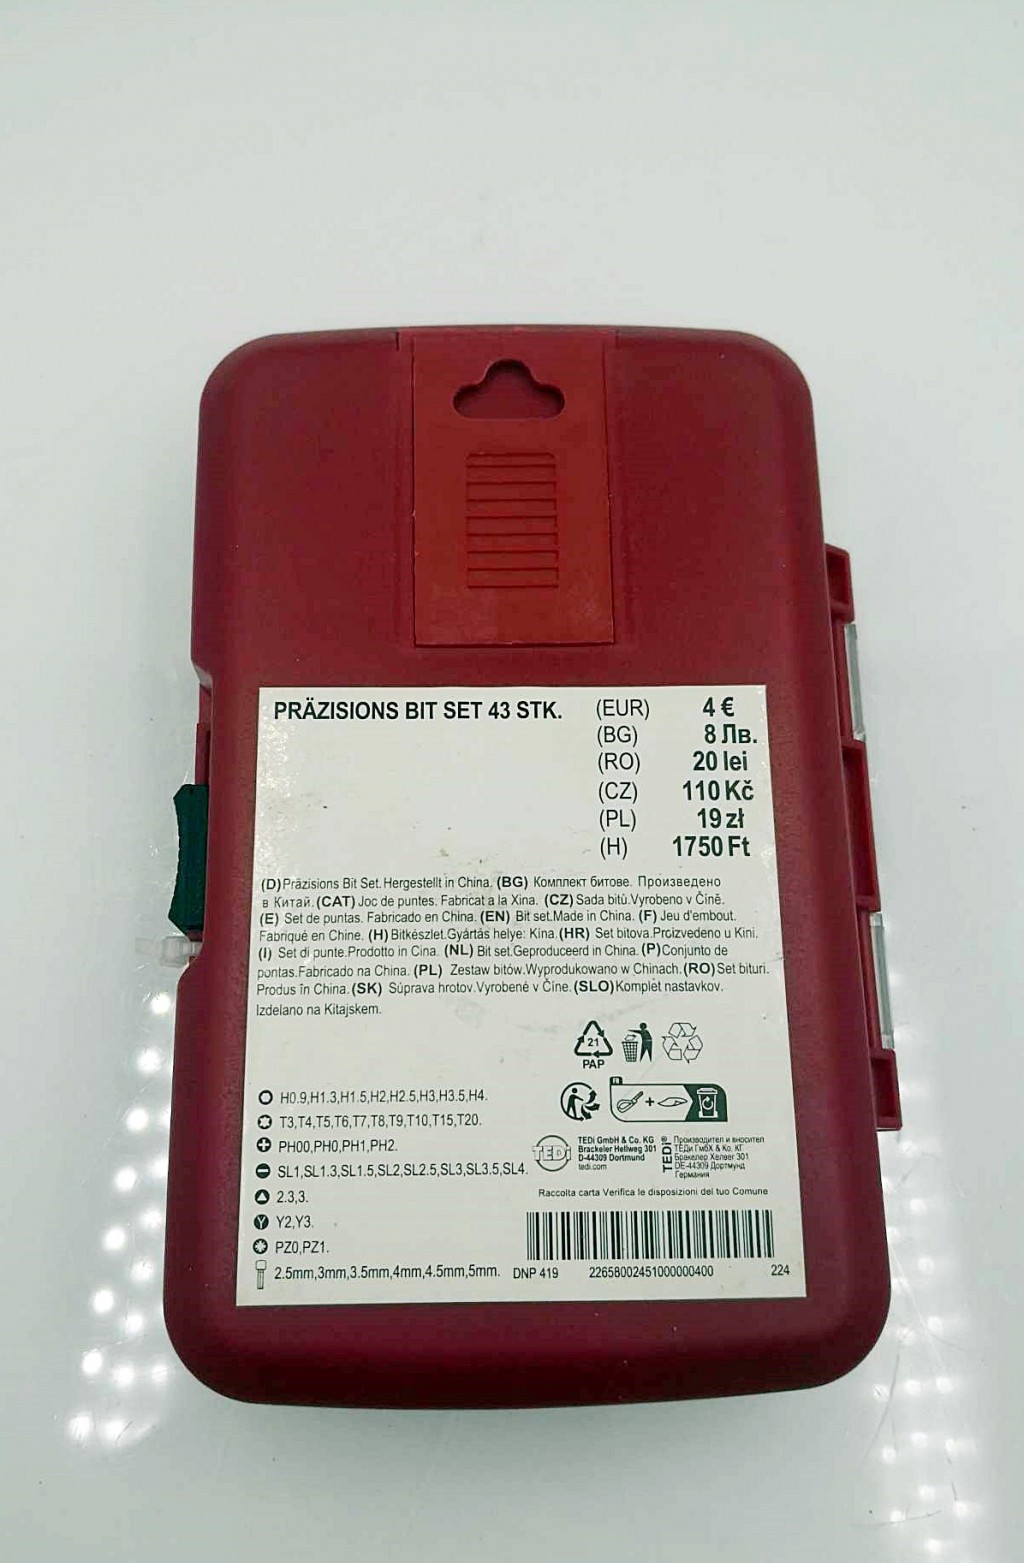 PRÄZISIONS BIT SET 43 STK.
(EUR) 4 €
(BG) 8 Лв.
(RO) 20 lei
(CZ) 110 Kč
(PL) 19 zł
(H) 1750 Ft
(D)Präzisions Bit Set. Hergestellt in China. (BG) Комплект битове. Произведено
в Китай. (CAT) Joc de puntes. Fabricat a la Xina. (CZ) Sada bitů.Vyrobeno v Číně.
(E) Set de puntas. Fabricado en China. (EN) Bit set.Made in China. (F) Jeu d'embout.
Fabriqué en Chine. (H)Bitkészlet.Gyártás helye: Kína.(HR) Set bitova.Proizvedeno u Kini.
(I) Set di punte.Prodotto in Cina. (NL) Bit set.Geproduceerd in China. (P)Conjunto de
pontas.Fabricado na China. (PL) Zestaw bitów.Wyprodukowano w Chinach.(RO)Set bituri.
Produs în China.(SK) Súprava hrotov.Vyrobené v Číne.(SLO)Komplet nastavkov.
Izdelano na Kitajskem.
21
PAP
FR
+
H0.9,H1.3,H1.5,H2,H2.5,H3,H3.5,H4.
T3,T4,T5,T6,T7,T8,T9,T10,T15,T20.
PH00,PH0,PH1,PH2.
SL1,SL1.3,SL1.5,SL2,SL2.5,SL3,SL3.5,SL4.
2.3,3.
Y2,Y3.
PZ0,PZ1.
2.5mm,3mm,3.5mm,4mm,4.5mm,5mm.
TEDi
TEDi GmbH & Co. KG
Brackeler Hellweg 301
D-44309 Dortmund
tedi.com
TEDi®
Производител и вносител
ТЕДи ГмбХ & Ко. КГ
Бракелер Хелвег 301
DE-44309 Дортмунд
Германия
Raccolta carta Verifica le disposizioni del tuo Comune
DNP 419 22658002451000000400 224